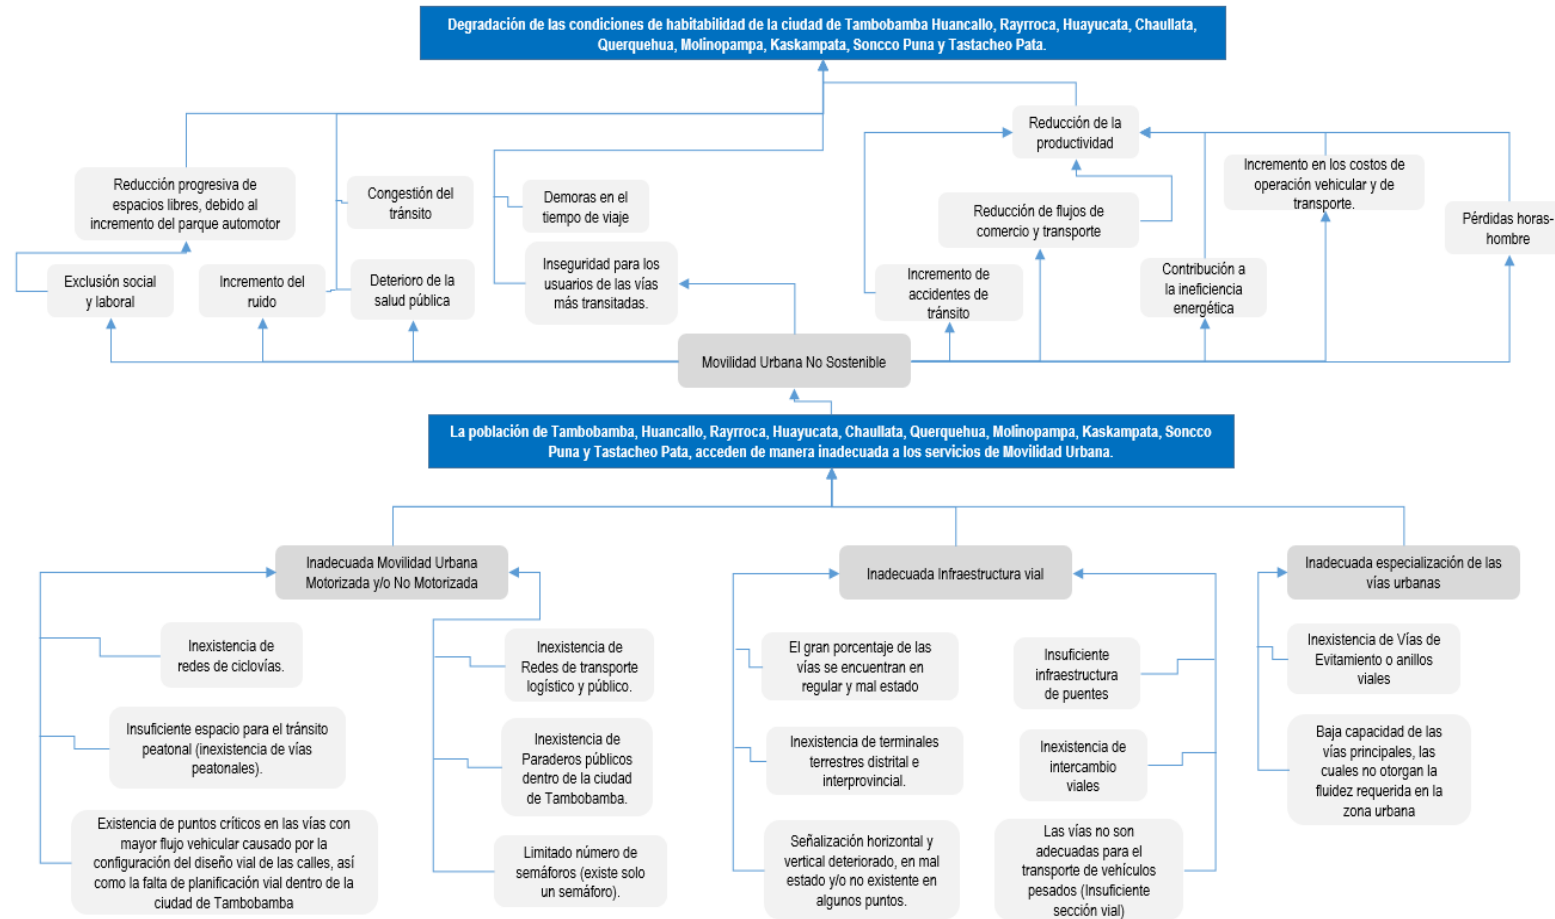 Degradación de las condiciones de habitabilidad de la ciudad de Tambobamba Huancallo, Rayrroca, Huayucata, Chaullata,
Querquehua, Molinopampa, Kaskampata, Soncco Puna y Tastacheo Pata.
Reducción progresiva de
espacios libres, debido al
incremento del parque automotor
Congestión del
tránsito
Demoras en el
tiempo de viaje
Reducción de la
productividad
Reducción de flujos de
comercio y transporte
Incremento en los costos de
operación vehicular y de
transporte.
Pérdidas horas-
hombre
Exclusión social
y laboral
Incremento del
ruido
Deterioro de la
salud pública
Inseguridad para los
usuarios de las vías
más transitadas.
Incremento de
accidentes de
tránsito
Contribución a
la ineficiencia
energética
Movilidad Urbana No Sostenible
La población de Tambobamba, Huancallo, Rayrroca, Huayucata, Chaullata, Querquehua, Molinopampa, Kaskampata, Soncco
Puna y Tastacheo Pata, acceden de manera inadecuada a los servicios de Movilidad Urbana.
Inadecuada Movilidad Urbana
Motorizada y/o No Motorizada
Inexistencia de
redes de ciclovías.
Insuficiente espacio para el tránsito
peatonal (inexistencia de vías
peatonales).
Existencia de puntos críticos en las vías con
mayor flujo vehicular causado por la
configuración del diseño vial de las calles, así
como la falta de planificación vial dentro de la
ciudad de Tambobamba
Inexistencia de
Redes de transporte
logístico y público.
Inexistencia de
Paraderos públicos
dentro de la ciudad
de Tambobamba.
Limitado número de
semáforos (existe solo
un semáforo).
Inadecuada Infraestructura vial
El gran porcentaje de las
vías se encuentran en
regular y mal estado
Inexistencia de terminales
terrestres distrital e
interprovincial.
Señalización horizontal y
vertical deteriorado, en mal
estado y/o no existente en
algunos puntos.
Insuficiente
infraestructura
de puentes
Inexistencia de
intercambio
viales
Las vías no son
adecuadas para el
transporte de vehículos
pesados (Insuficiente
sección vial)
Inadecuada especialización de las
vías urbanas
Inexistencia de Vías de
Evitamiento o anillos
viales
Baja capacidad de las
vías principales, las
cuales no otorgan la
fluidez requerida en la
zona urbana